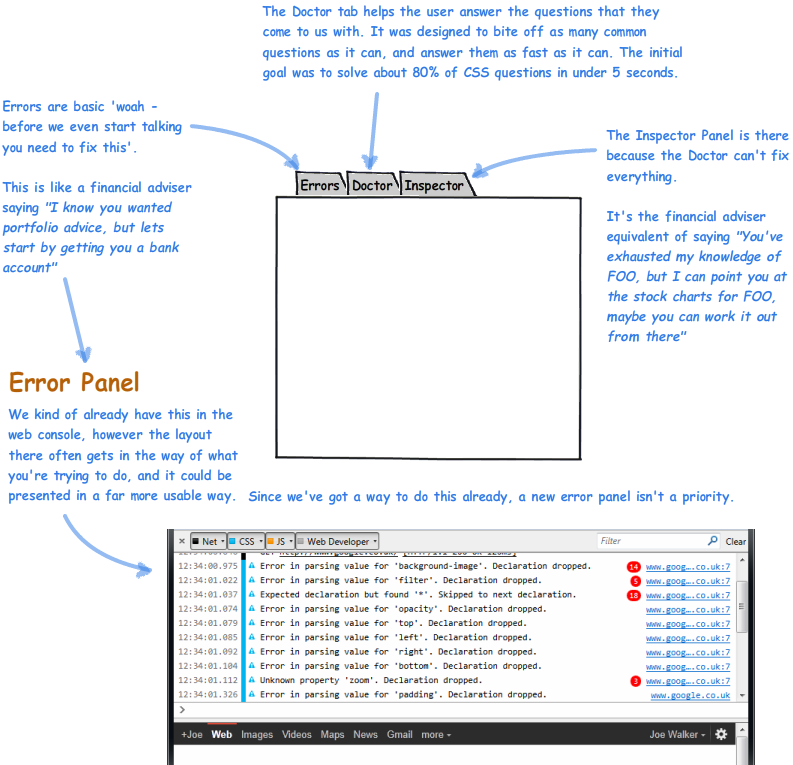 The Doctor tab helps the user answer the questions that they
come to us with. It was designed to bite off as many common
questions as it can, and answer them as fast as it can. The initial
goal was to solve about 80% of CSS questions in under 5 seconds.
Errors are basic 'woah -
before we even start talking
you need to fix this'.
This is like a financial adviser
saying "I know you wanted
portfolio advice, but lets
start by getting you a bank
account"
The Inspector Panel is there
because the Doctor can't fix
everything.
It's the financial adviser
equivalent of saying "You've
exhausted my knowledge of
FOO, but I can point you at
the stock charts for FOO,
maybe you can work it out
from there"
Errors Doctor Inspector
Error Panel
We kind of already have this in the
web console, however the layout
there often gets in the way of what
you're trying to do, and it could be
presented in a far more usable way.
Since we've got a way to do this already, a new error panel isn't a priority.
× Net CSS JS Web Developer Filter Clear
12:34:00.975 Error in parsing value for 'background-image'. Declaration dropped. 14 www.goog….co.uk:7
12:34:01.022 Error in parsing value for 'filter'. Declaration dropped. 5 www.goog….co.uk:7
12:34:01.037 Expected declaration but found '*'. Skipped to next declaration. 18 www.goog….co.uk:7
12:34:01.074 Error in parsing value for 'opacity'. Declaration dropped. www.goog….co.uk:7
12:34:01.079 Error in parsing value for 'top'. Declaration dropped. www.goog….co.uk:7
12:34:01.085 Error in parsing value for 'left'. Declaration dropped. www.goog….co.uk:7
12:34:01.092 Error in parsing value for 'right'. Declaration dropped. www.goog….co.uk:7
12:34:01.104 Error in parsing value for 'bottom'. Declaration dropped. www.goog….co.uk:7
12:34:01.112 Unknown property 'zoom'. Declaration dropped. 3 www.goog….co.uk:7
12:34:01.326 Error in parsing value for 'padding'. Declaration dropped. www.google.co.uk
>
+Joe Web Images Videos Maps News Gmail more Joe Walker